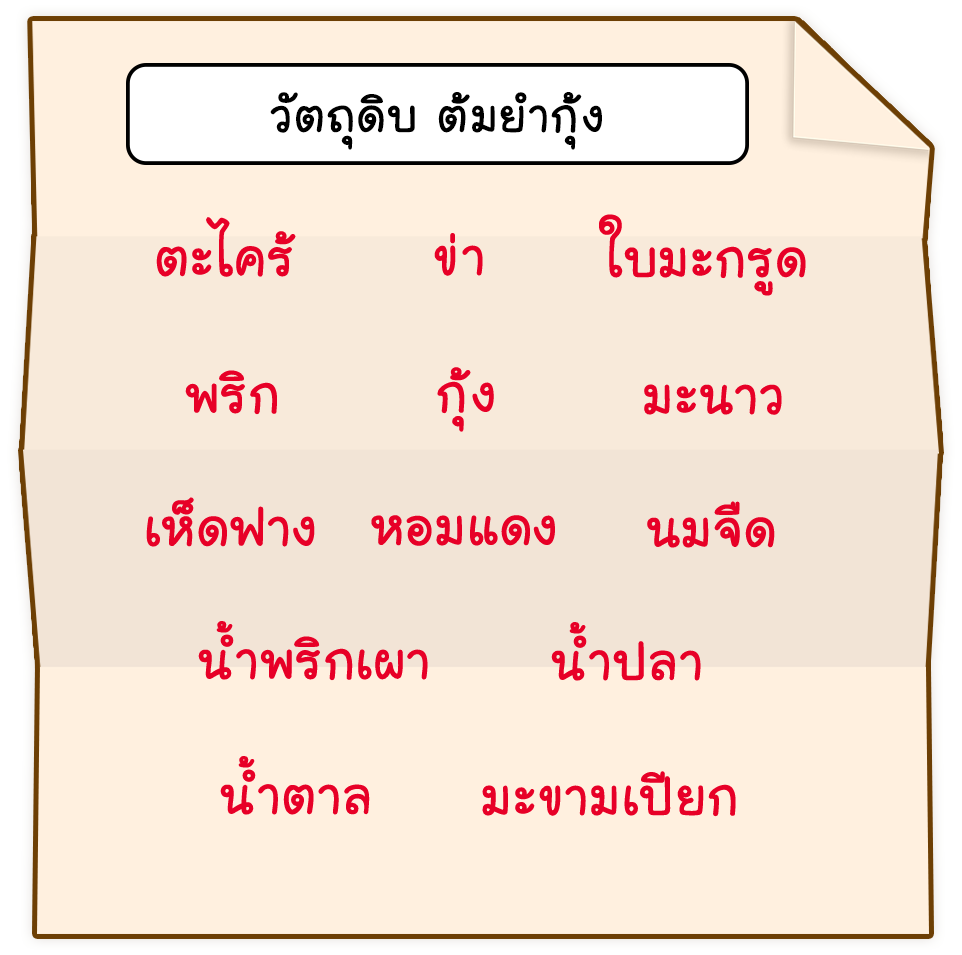 วัตถุดิบ ต้มยำกุ้ง
ตะไคร้ ข่า ใบมะกรูด
พริก กุ้ง มะนาว
เห็ดฟาง หอมแดง นมจืด
น้ำพริกเผา น้ำปลา
น้ำตาล มะขามเปียก